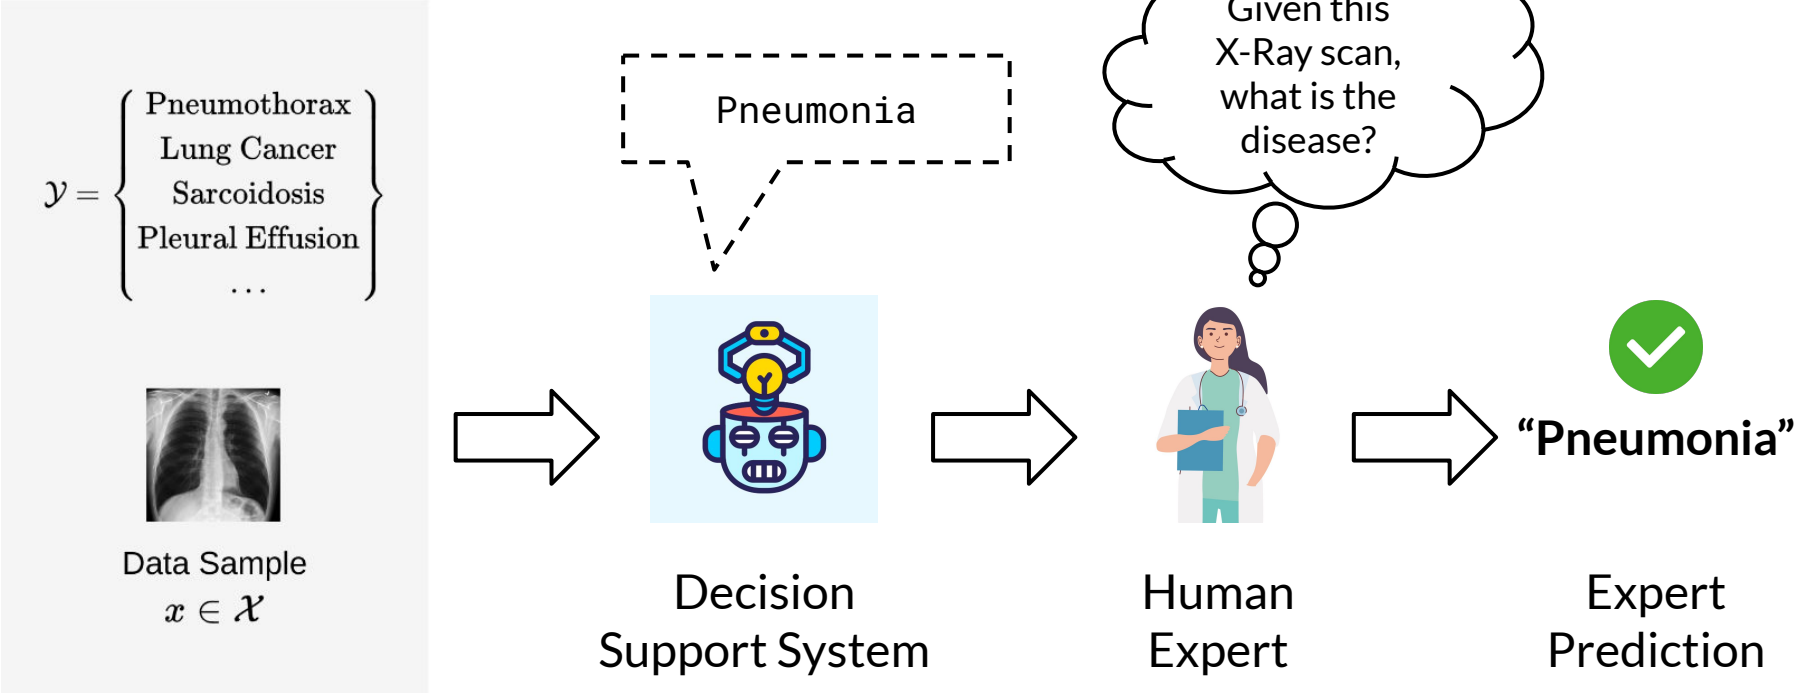 𝒴 = { Pneumothorax
Lung Cancer
Sarcoidosis
Pleural Effusion
... }
Data Sample
x ∈ 𝒳
Pneumonia
Decision
Support System
Given this
X-Ray scan,
what is the
disease?
Human
Expert
“Pneumonia”
Expert
Prediction